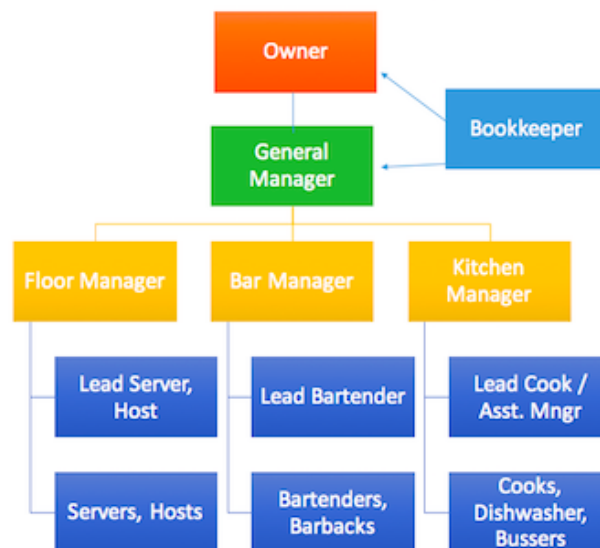 Owner
Bookkeeper
General
Manager
Floor Manager
Bar Manager
Kitchen
Manager
Lead Server,
Host
Lead Bartender
Lead Cook /
Asst. Mngr
Servers, Hosts
Bartenders,
Barbacks
Cooks,
Dishwasher,
Bussers